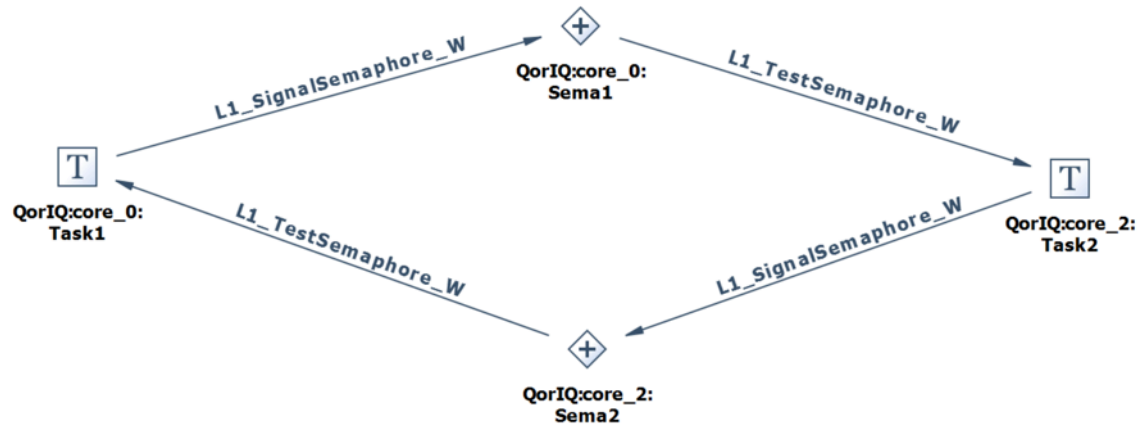 QorIQ:core_0:
Sema1
L1_SignalSemaphore_W
L1_TestSemaphore_W
T
QorIQ:core_0:
Task1
T
QorIQ:core_2:
Task2
L1_TestSemaphore_W
L1_SignalSemaphore_W
QorIQ:core_2:
Sema2